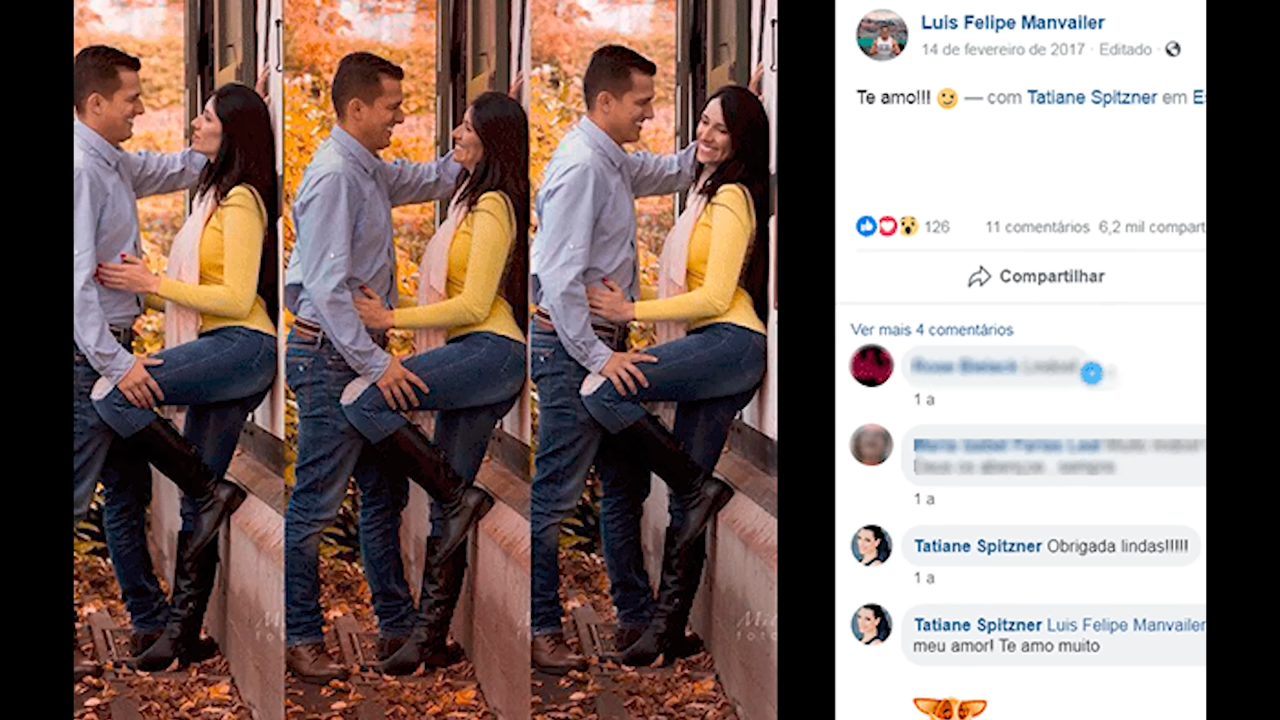 Luis Felipe Manvailer
14 de fevereiro de 2017 · Editado ·
Te amo!!! 🙂 — com Tatiane Spitzner em E
126 11 comentários 6,2 mil compart
Compartilhar
Ver mais 4 comentários
1 a
1 a
Tatiane Spitzner Obrigada lindas!!!!!
1 a
Tatiane Spitzner Luis Felipe Manvailer
meu amor! Te amo muito